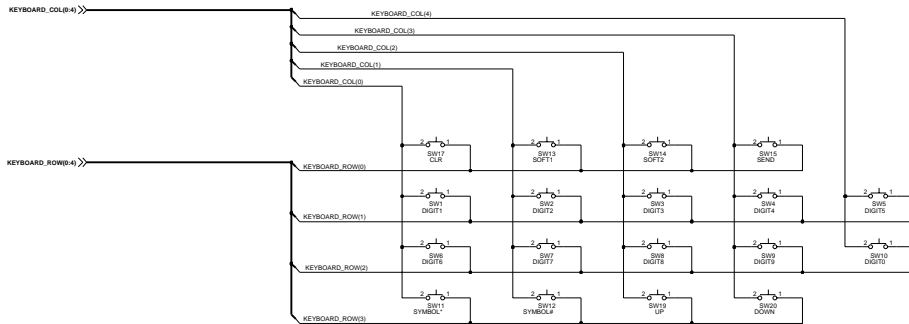 KEYBOARD_COL(0:4)
KEYBOARD_COL(4)
KEYBOARD_COL(3)
KEYBOARD_COL(2)
KEYBOARD_COL(1)
KEYBOARD_COL(0)
2 1 2 1 2 1 2 1
SW17 SW13 SW14 SW15
CLR SOFT1 SOFT2 SEND
KEYBOARD_ROW(0:4)
KEYBOARD_ROW(0)
2 1 2 1 2 1 2 1 2 1
SW1 SW2 SW3 SW4 SW5
DIGIT1 DIGIT2 DIGIT3 DIGIT4 DIGIT5
KEYBOARD_ROW(1)
2 1 2 1 2 1 2 1 2 1
SW6 SW7 SW8 SW9 SW10
DIGIT6 DIGIT7 DIGIT8 DIGIT9 DIGIT0
KEYBOARD_ROW(2)
2 1 2 1 2 1 2 1
SW11 SW12 SW19 SW20
SYMBOL* SYMBOL# UP DOWN
KEYBOARD_ROW(3)